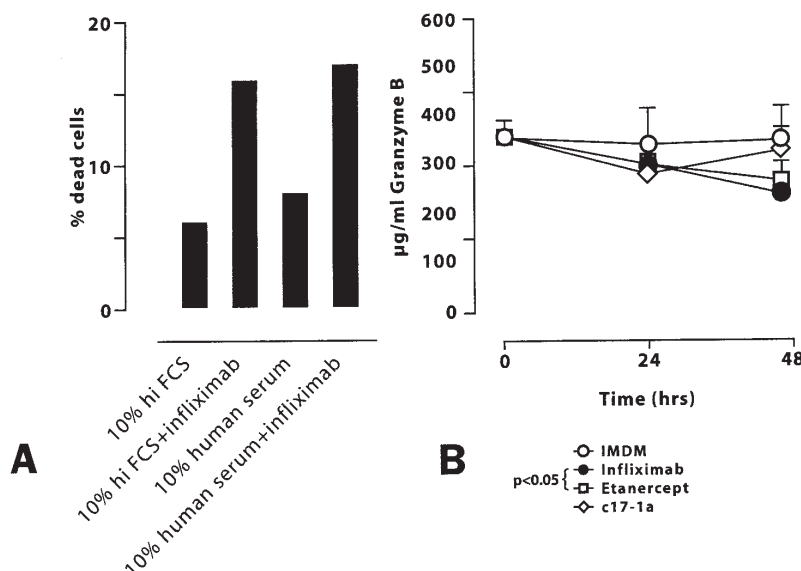 20
10
0
% dead cells
10% hi FCS
10% hi FCS+infliximab
10% human serum
10% human serum+infliximab
A
600
500
400
300
200
100
0
µg/ml Granzyme B
0
24
48
Time (hrs)
B
IMDM
Infliximab
p<0.05 {
Etanercept
c17-1a